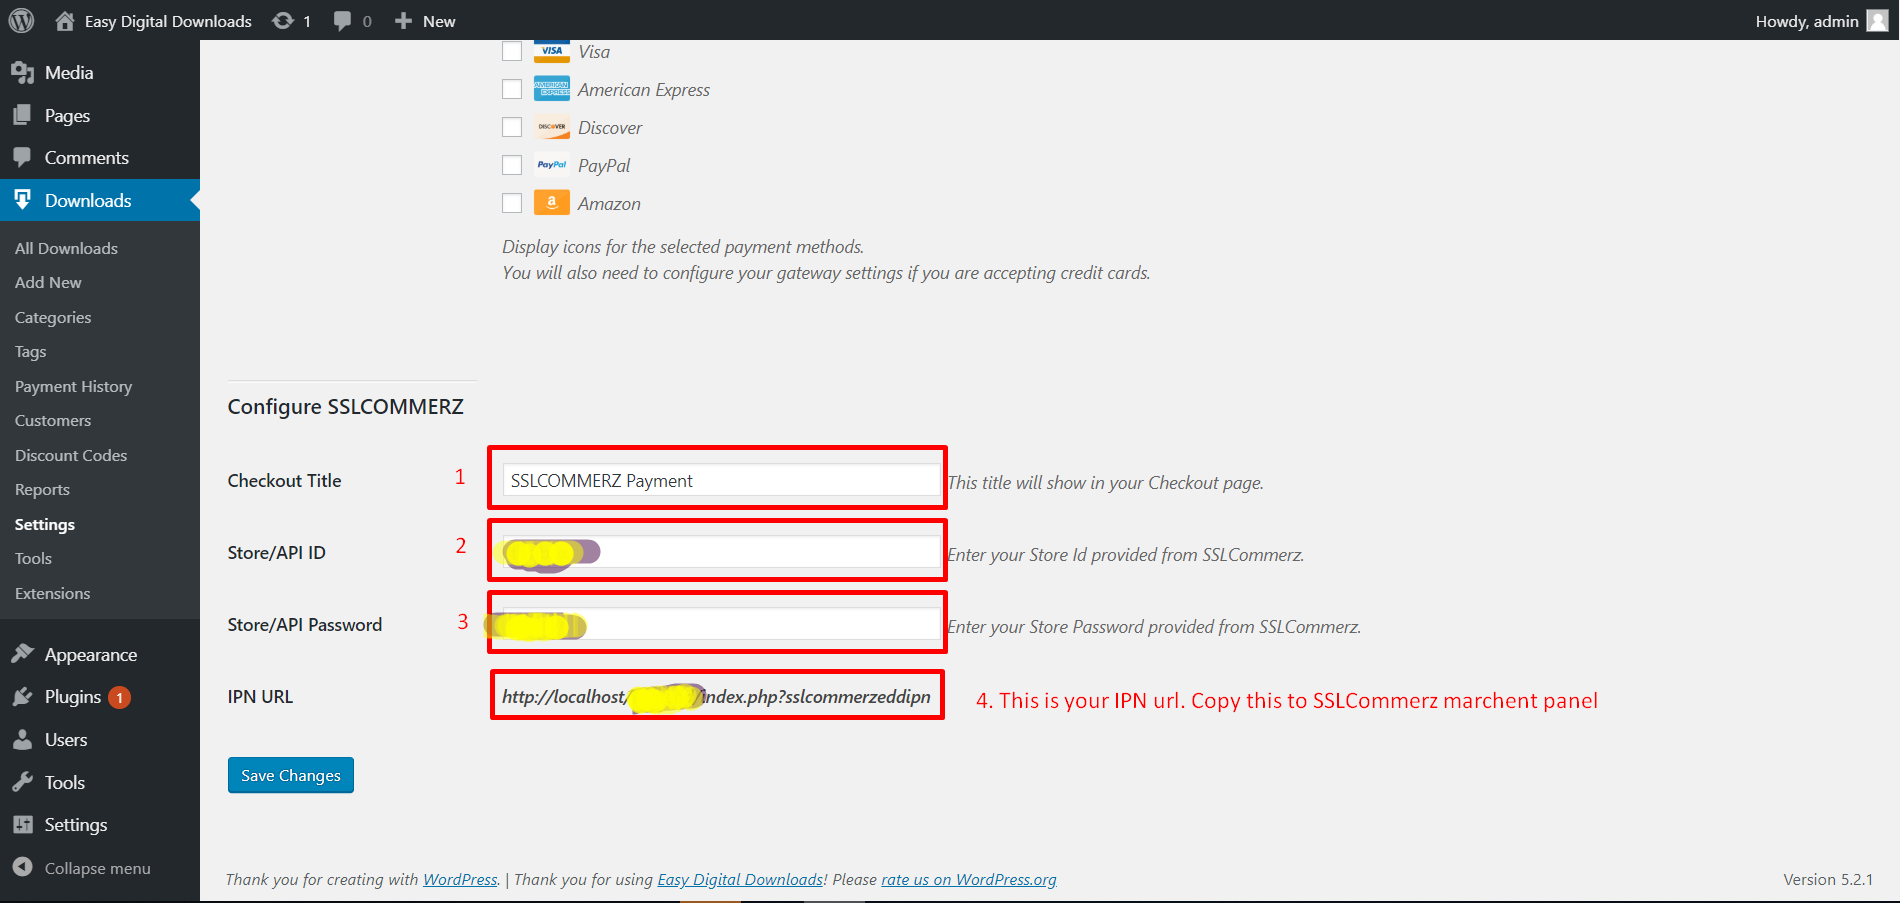 Easy Digital Downloads 1 0 New Howdy, admin
Media
Pages
Comments
Downloads
All Downloads
Add New
Categories
Tags
Payment History
Customers
Discount Codes
Reports
Settings
Tools
Extensions
Appearance
Plugins 1
Users
Tools
Settings
Collapse menu
VISA Visa
AMERICAN EXPRESS American Express
DISCOVER Discover
PayPal PayPal
a Amazon
Display icons for the selected payment methods.
You will also need to configure your gateway settings if you are accepting credit cards.
Configure SSLCOMMERZ
Checkout Title 1 SSLCOMMERZ Payment This title will show in your Checkout page.
Store/API ID 2 Enter your Store Id provided from SSLCommerz.
Store/API Password 3 Enter your Store Password provided from SSLCommerz.
IPN URL http://localhost/ /index.php?sslcommerzeddipn 4. This is your IPN url. Copy this to SSLCommerz marchent panel
Save Changes
Thank you for creating with WordPress. | Thank you for using Easy Digital Downloads! Please rate us on WordPress.org Version 5.2.1